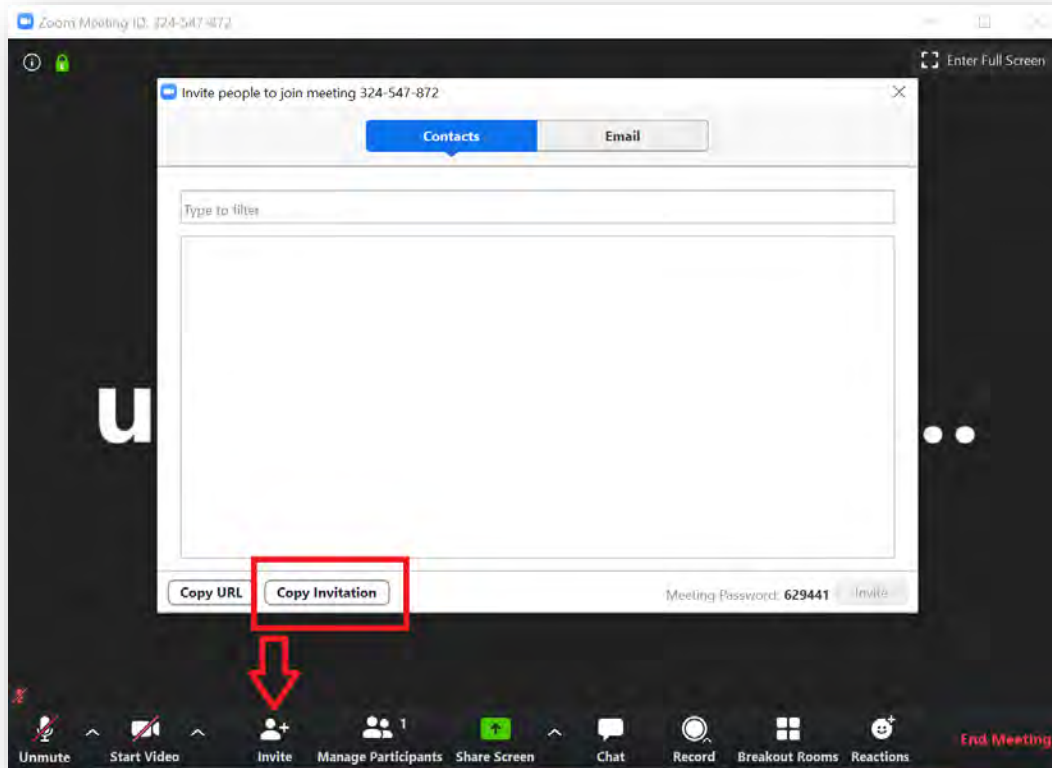 Zoom Meeting ID: 324-547-872
Enter Full Screen
Invite people to join meeting 324-547-872
Contacts
Email
Type to filter
u
..
Copy URL
Copy Invitation
Meeting Password: 629441
Invite
1
Unmute
Start Video
Invite
Manage Participants
Share Screen
Chat
Record
Breakout Rooms
Reactions
End Meeting